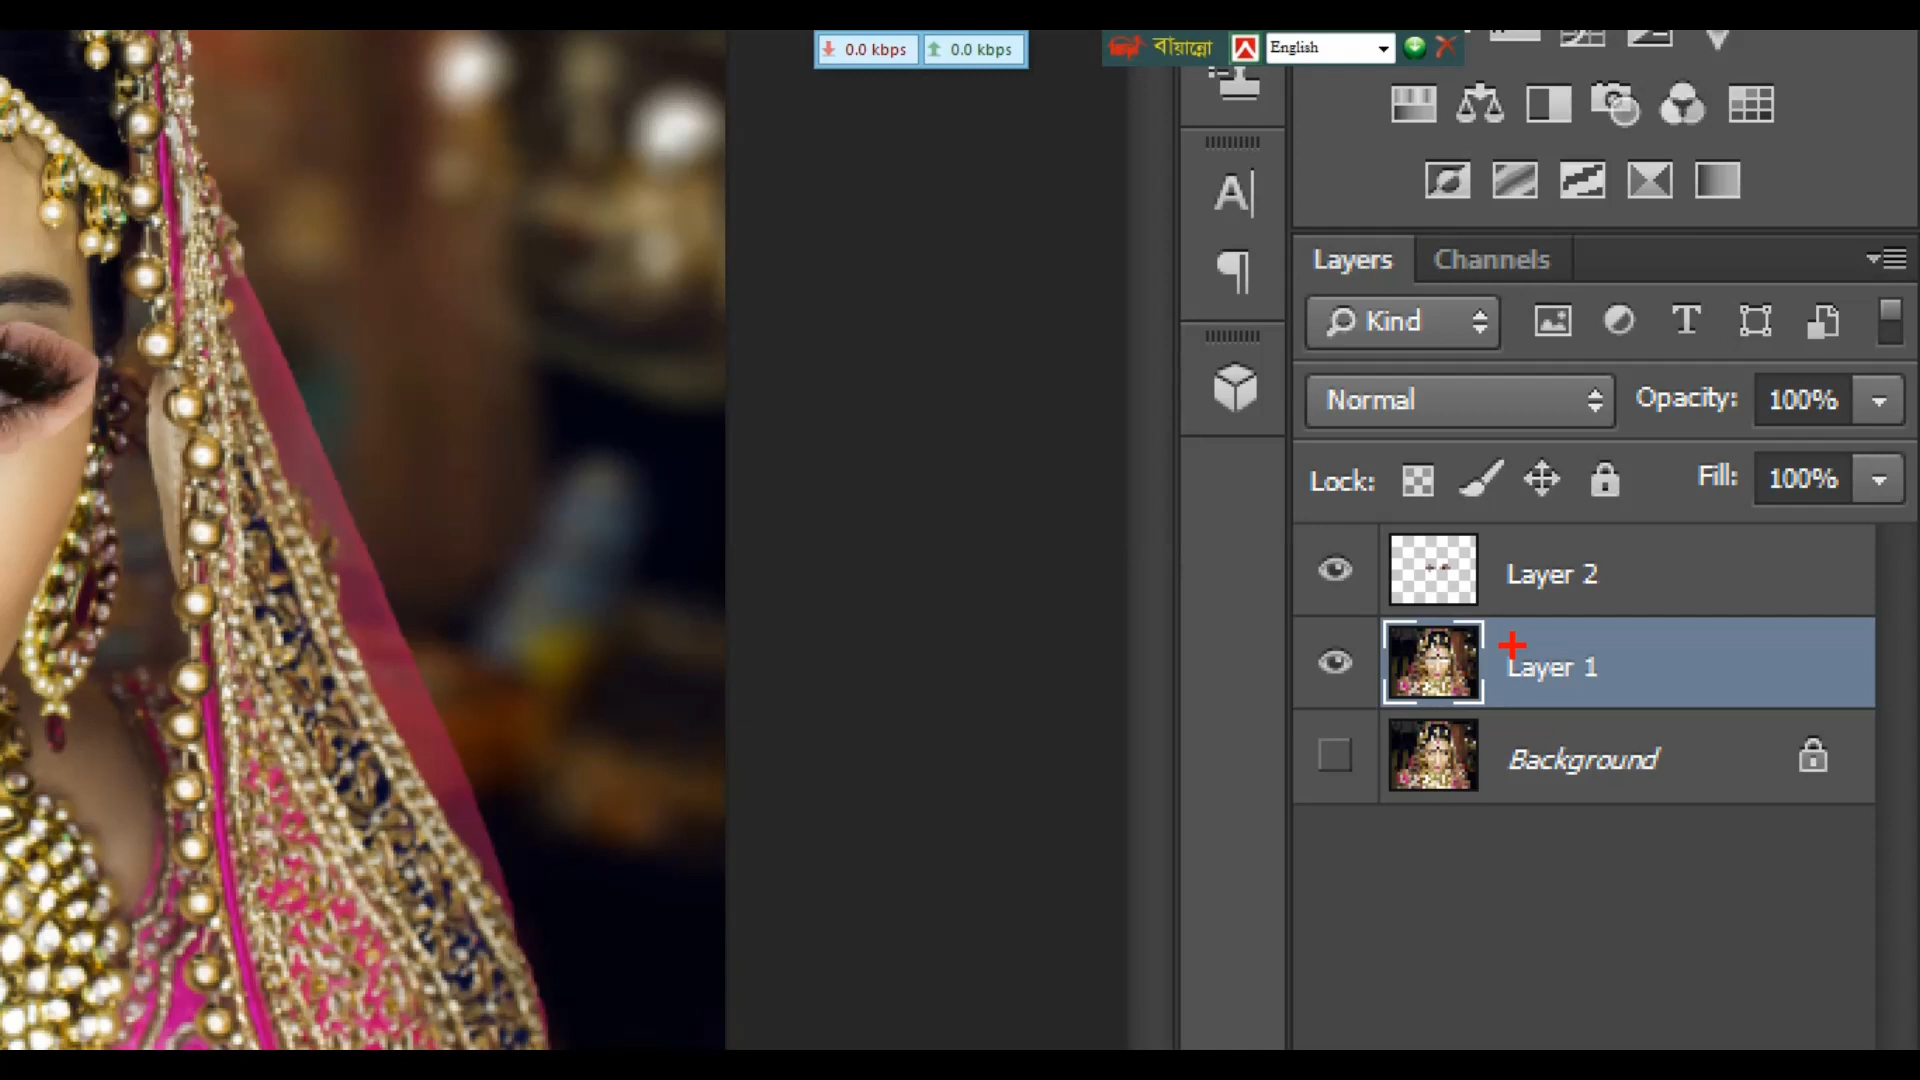 0.0 kbps 0.0 kbps
বায়ান্নো English
A
Layers Channels
Kind T
Normal Opacity: 100%
Lock: Fill: 100%
Layer 2
Layer 1
Background